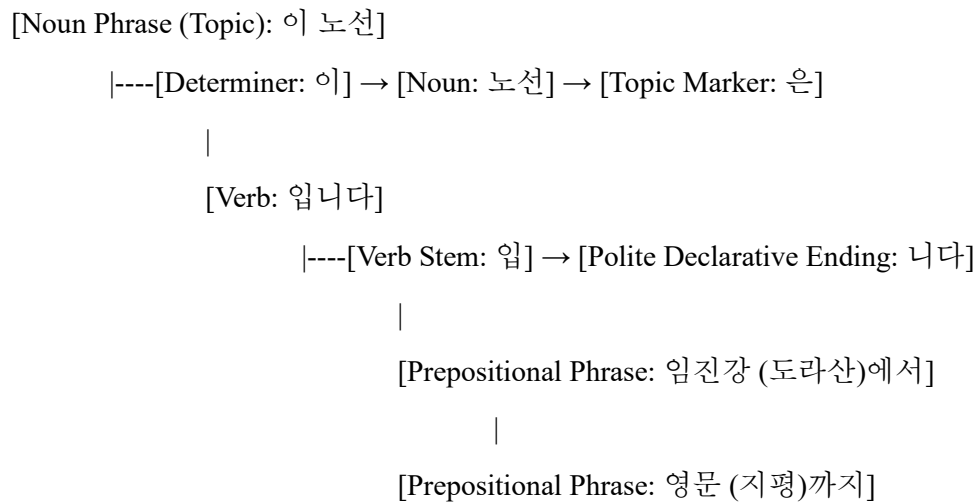 [Noun Phrase (Topic): 이 노선]
|----[Determiner: 이] → [Noun: 노선] → [Topic Marker: 은]
|
[Verb: 입니다]
|----[Verb Stem: 입] → [Polite Declarative Ending: 니다]
|
[Prepositional Phrase: 임진강 (도라산)에서]
|
[Prepositional Phrase: 영문 (지평)까지]